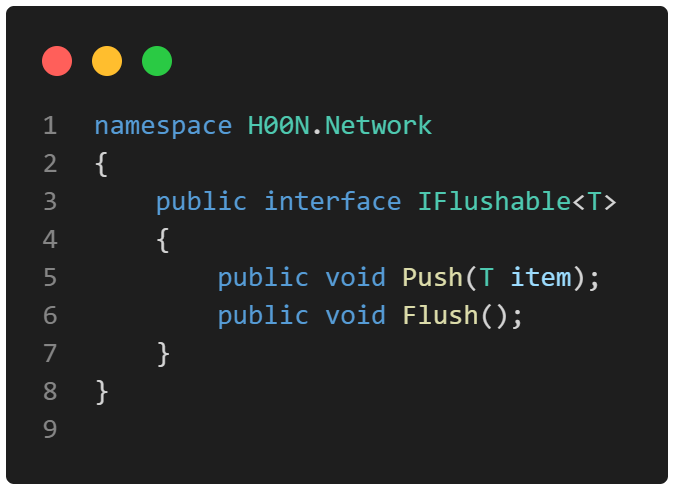 1 namespace H00N.Network
2 {
3     public interface IFlushable<T>
4     {
5         public void Push(T item);
6         public void Flush();
7     }
8 }
9